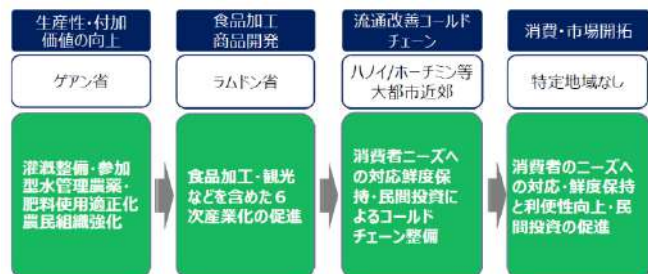 生産性・付加
価値の向上
食品加工
商品開発
流通改善コールド
チェーン
消費・市場開拓
ゲアン省
ラムドン省
ハノイ/ホーチミン等
大都市近郊
特定地域なし
灌漑整備・参加
型水管理農薬・
肥料使用適正化
農民組織強化
食品加工・観光
などを含めた6
次産業化の促進
消費者ニーズへ
の対応鮮度保
持・民間投資に
よるコールド
チェーン整備
消費者のニーズへ
の対応・鮮度保持
と利便性向上・民
間投資の促進